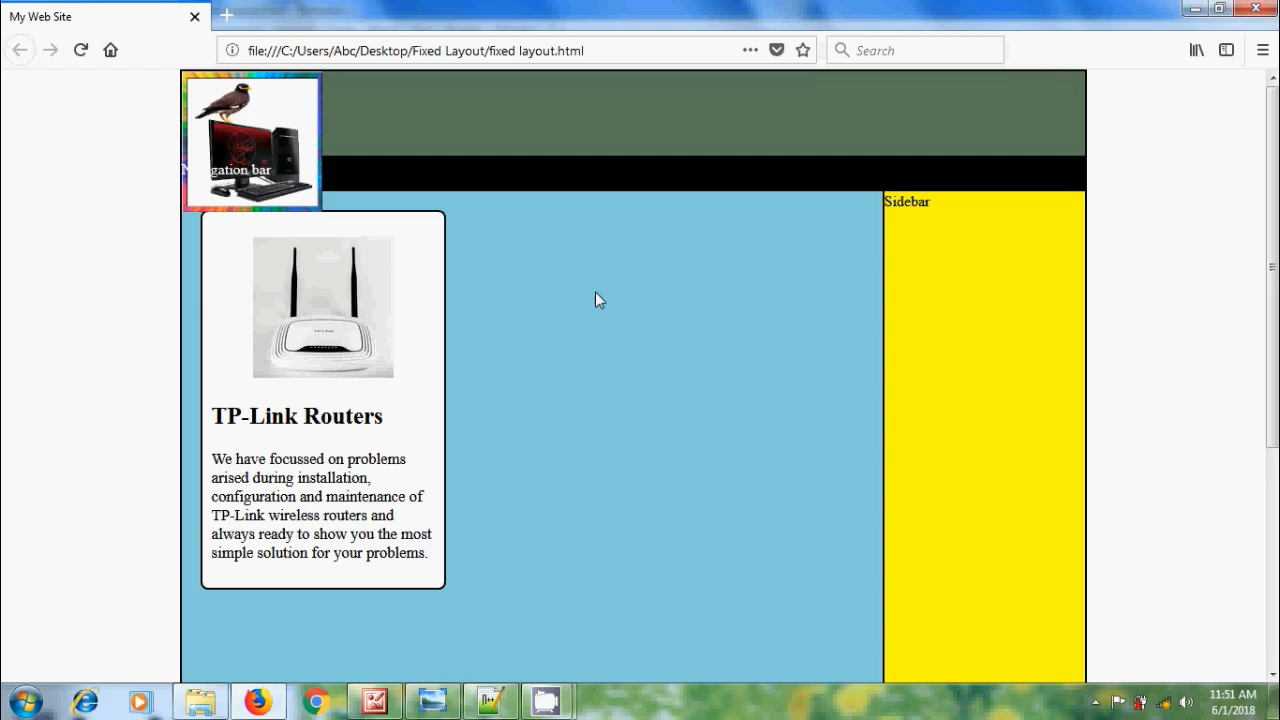 My Web Site
file:///C:/Users/Abc/Desktop/Fixed Layout/fixed layout.html
Search
gation bar
Sidebar
TP-LINK
TP-Link Routers
We have focussed on problems
arised during installation,
configuration and maintenance of
TP-Link wireless routers and
always ready to show you the most
simple solution for your problems.
11:51 AM
6/1/2018